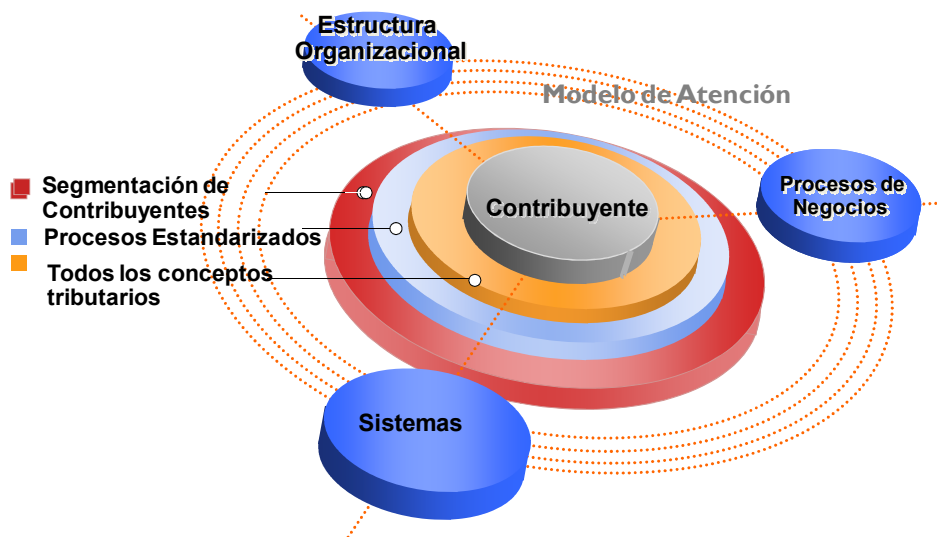 Estructura
Organizacional
Modelo de Atención
Procesos de
Negocios
Contribuyente
Segmentación de
Contribuyentes
Procesos Estandarizados
Todos los conceptos
tributarios
Sistemas